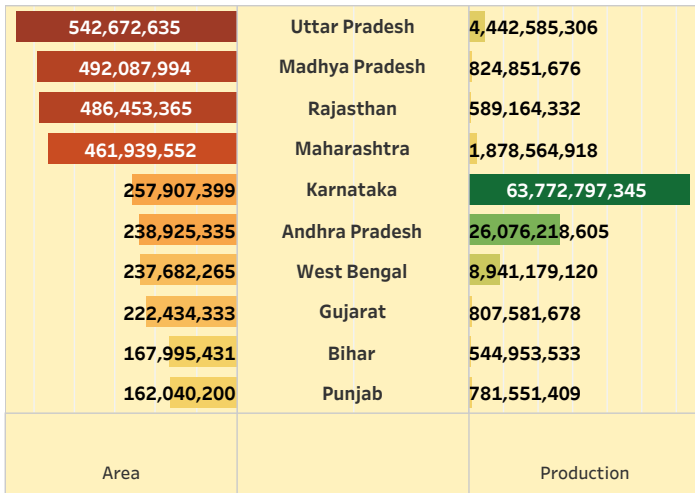 542,672,635 Uttar Pradesh 4,442,585,306
492,087,994 Madhya Pradesh 824,851,676
486,453,365 Rajasthan 589,164,332
461,939,552 Maharashtra 1,878,564,918
257,907,399 Karnataka 63,772,797,345
238,925,335 Andhra Pradesh 26,076,218,605
237,682,265 West Bengal 8,941,179,120
222,434,333 Gujarat 807,581,678
167,995,431 Bihar 544,953,533
162,040,200 Punjab 781,551,409
Area Production